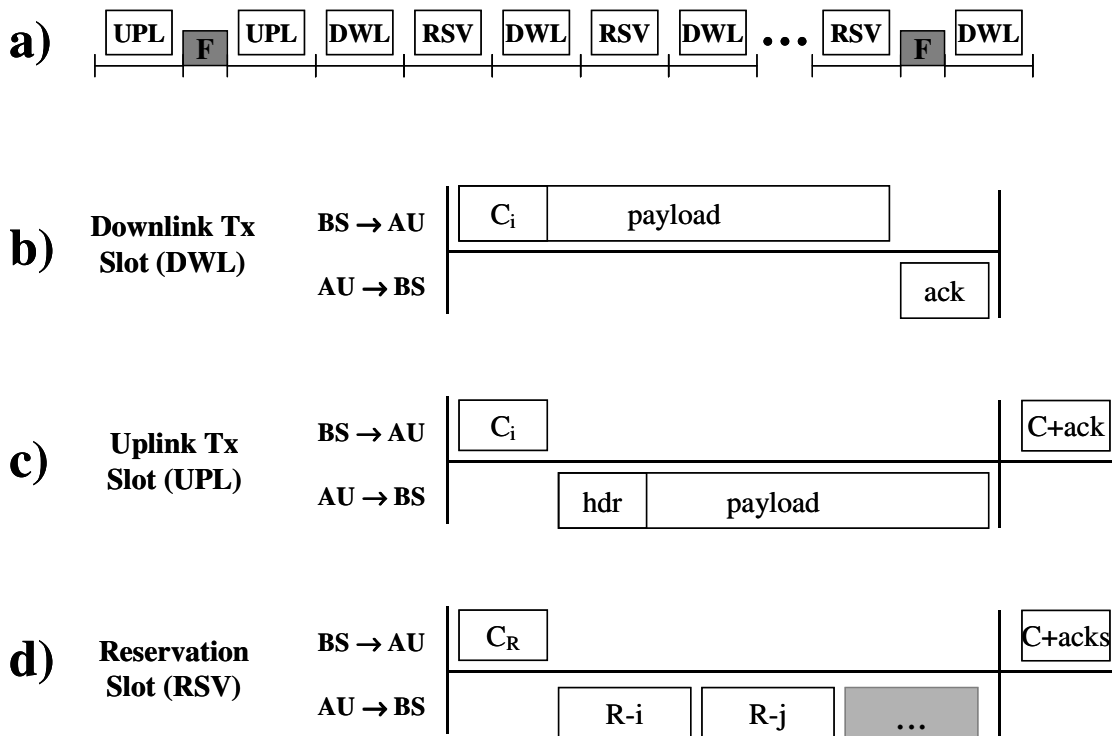 a) UPL F UPL DWL RSV DWL RSV DWL ... RSV F DWL
b) Downlink Tx Slot (DWL)
BS → AU Ci payload
AU → BS ack
c) Uplink Tx Slot (UPL)
BS → AU Ci C+ack
AU → BS hdr payload
d) Reservation Slot (RSV)
BS → AU CR C+acks
AU → BS R-i R-j ...